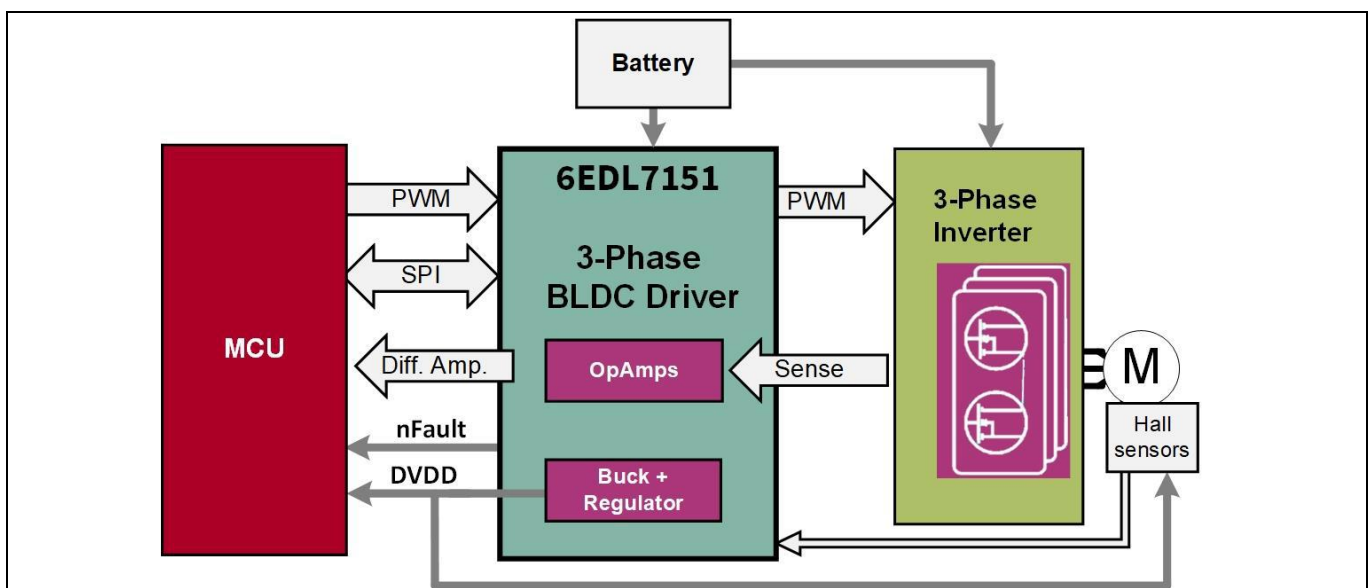 Battery
MCU
PWM
SPI
Diff. Amp.
nFault
DVDD
6EDL7151
3-Phase
BLDC Driver
OpAmps
Buck +
Regulator
PWM
Sense
3-Phase
Inverter
M
Hall
sensors